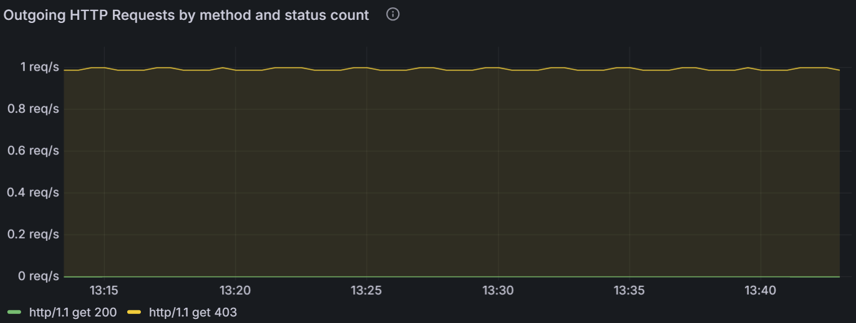 Outgoing HTTP Requests by method and status count
1 req/s
0.8 req/s
0.6 req/s
0.4 req/s
0.2 req/s
0 req/s
13:15 13:20 13:25 13:30 13:35 13:40
http/1.1 get 200 http/1.1 get 403